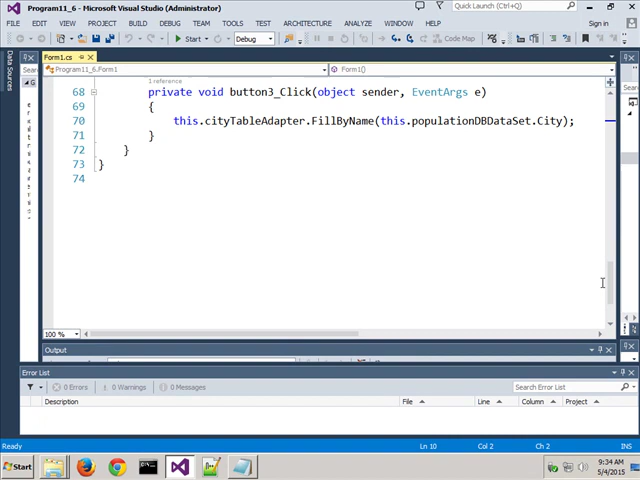 Program11_6 - Microsoft Visual Studio (Administrator)
Quick Launch (Ctrl+Q)
FILE EDIT VIEW PROJECT BUILD DEBUG TEAM TOOLS TEST ARCHITECTURE ANALYZE WINDOW HELP
Sign in
Start Debug Code Map
Data Sources
Form1.cs
Sear
Program11_6.Form1
Form1()
1 reference
68 private void button3_Click(object sender, EventArgs e)
69 {
70 this.cityTableAdapter.FillByName(this.populationDBDataSet.City);
71 }
72 }
73 }
74
100 %
Output
Error List
0 Errors 0 Warnings 0 Messages
Search Error List
Description File Line Column Project
Ready
Ln 10 Col 2 Ch 2 INS
Start
9:34 AM
5/4/2015